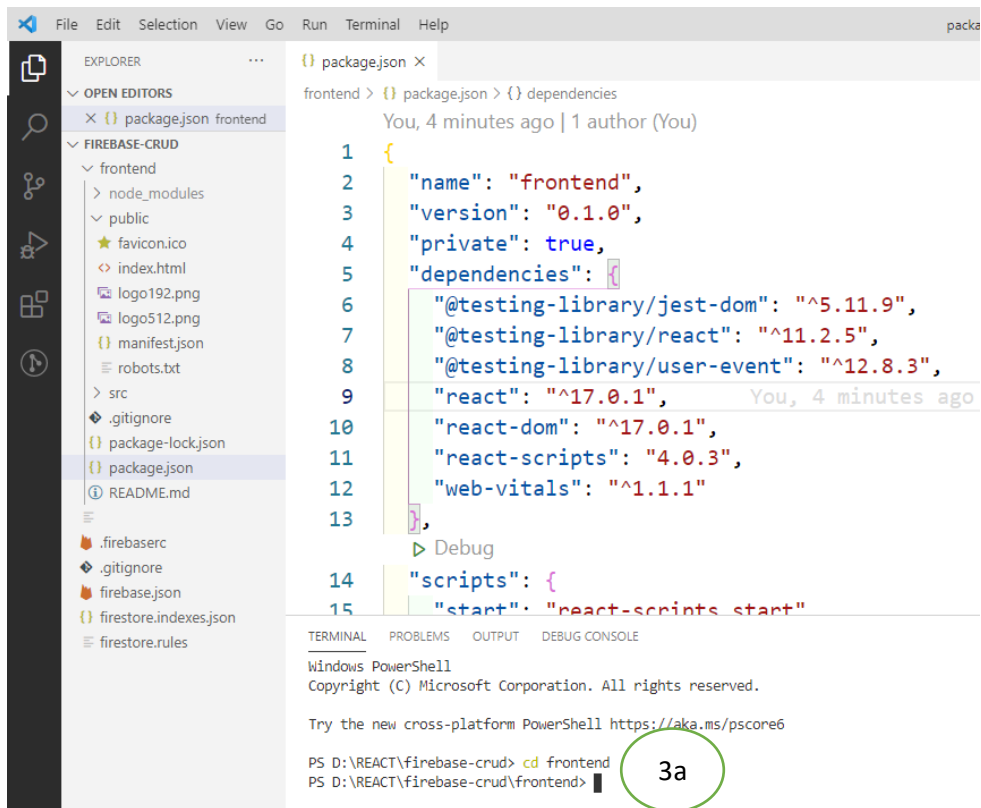 File Edit Selection View Go Run Terminal Help packa
EXPLORER ...
OPEN EDITORS
package.json frontend
FIREBASE-CRUD
frontend
node_modules
public
favicon.ico
index.html
logo192.png
logo512.png
manifest.json
robots.txt
src
.gitignore
package-lock.json
package.json
README.md
.firebaserc
.gitignore
firebase.json
firestore.indexes.json
firestore.rules
{} package.json ×
frontend > {} package.json > {} dependencies
You, 4 minutes ago | 1 author (You)
1 {
2 "name": "frontend",
3 "version": "0.1.0",
4 "private": true,
5 "dependencies": {
6 "@testing-library/jest-dom": "^5.11.9",
7 "@testing-library/react": "^11.2.5",
8 "@testing-library/user-event": "^12.8.3",
9 "react": "^17.0.1", You, 4 minutes ago
10 "react-dom": "^17.0.1",
11 "react-scripts": "4.0.3",
12 "web-vitals": "^1.1.1"
13 },
Debug
14 "scripts": {
15 "start": "react-scripts start"
TERMINAL PROBLEMS OUTPUT DEBUG CONSOLE
Windows PowerShell
Copyright (C) Microsoft Corporation. All rights reserved.
Try the new cross-platform PowerShell https://aka.ms/pscore6
PS D:\REACT\firebase-crud> cd frontend
PS D:\REACT\firebase-crud\frontend>
3a